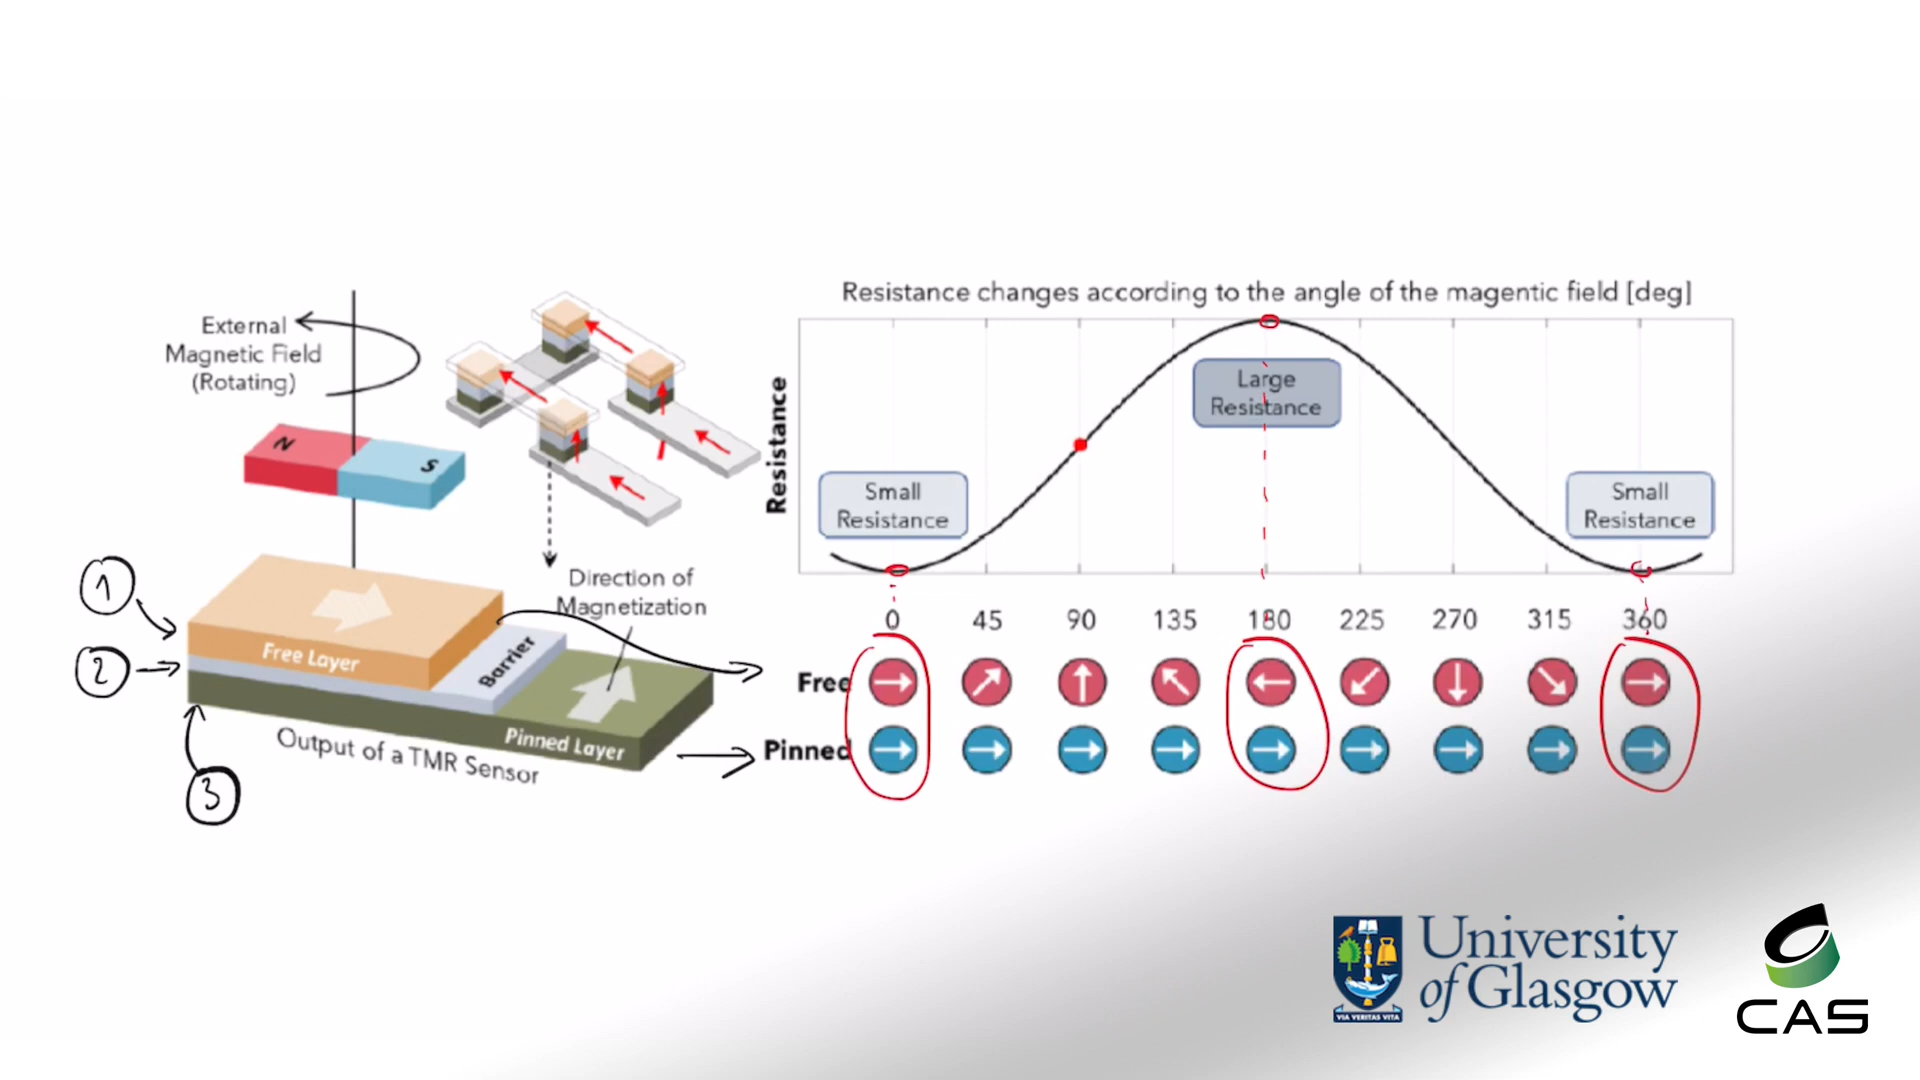 External
Magnetic Field
(Rotating)
N
S
1
2
3
Free Layer
Barrier
Pinned Layer
Direction of
Magnetization
Output of a TMR Sensor
Resistance changes according to the angle of the magentic field [deg]
Resistance
Large
Resistance
Small
Resistance
Small
Resistance
0 45 90 135 180 225 270 315 360
Free
Pinned
University
of Glasgow
VIA VERITAS VITA
CAS